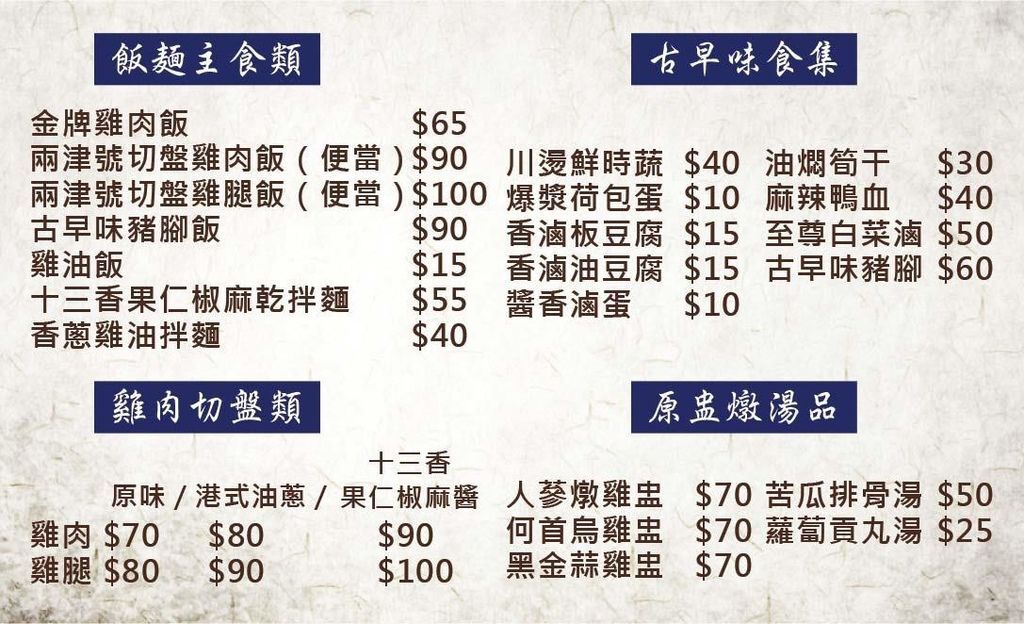 飯麵主食類
金牌雞肉飯 $65
兩津號切盤雞肉飯（便當）$90
兩津號切盤雞腿飯（便當）$100
古早味豬腳飯 $90
雞油飯 $15
十三香果仁椒麻乾拌麵 $55
香蔥雞油拌麵 $40
古早味食集
川燙鮮時蔬 $40 油燜筍干 $30
爆漿荷包蛋 $10 麻辣鴨血 $40
香滷板豆腐 $15 至尊白菜滷 $50
香滷油豆腐 $15 古早味豬腳 $60
醬香滷蛋 $10
雞肉切盤類
十三香
原味 / 港式油蔥 / 果仁椒麻醬
雞肉 $70 $80 $90
雞腿 $80 $90 $100
原盅燉湯品
人蔘燉雞盅 $70 苦瓜排骨湯 $50
何首烏雞盅 $70 蘿蔔貢丸湯 $25
黑金蒜雞盅 $70